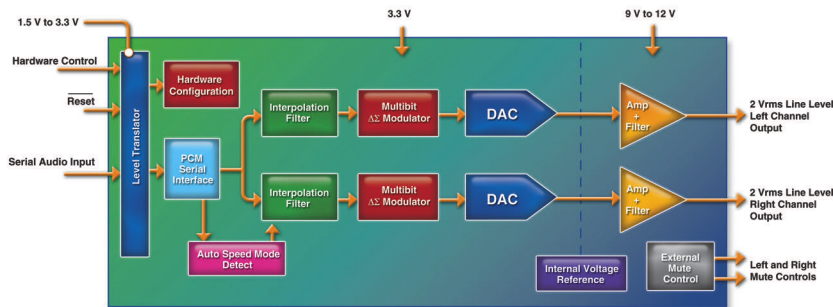 1.5 V to 3.3 V
3.3 V
9 V to 12 V
Hardware Control
Reset
Serial Audio Input
Level Translator
Hardware
Configuration
PCM
Serial
Interface
Auto Speed Mode
Detect
Interpolation
Filter
Multibit
ΔΣ Modulator
DAC
Amp
+
Filter
2 Vrms Line Level
Left Channel
Output
Interpolation
Filter
Multibit
ΔΣ Modulator
DAC
Amp
+
Filter
2 Vrms Line Level
Right Channel
Output
Internal Voltage
Reference
External
Mute
Control
Left and Right
Mute Controls